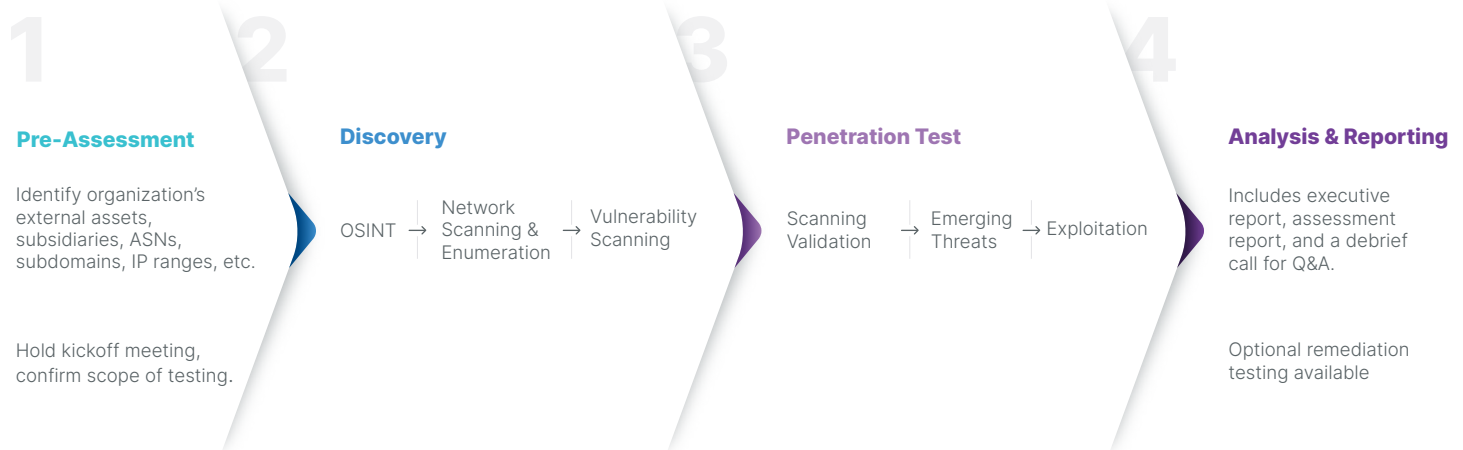 1
Pre-Assessment
Identify organization’s
external assets,
subsidiaries, ASNs,
subdomains, IP ranges, etc.
Hold kickoff meeting,
confirm scope of testing.
2
Discovery
OSINT →
Network
Scanning &
Enumeration →
Vulnerability
Scanning
3
Penetration Test
Scanning
Validation →
Emerging
Threats →
Exploitation
4
Analysis & Reporting
Includes executive
report, assessment
report, and a debrief
call for Q&A.
Optional remediation
testing available